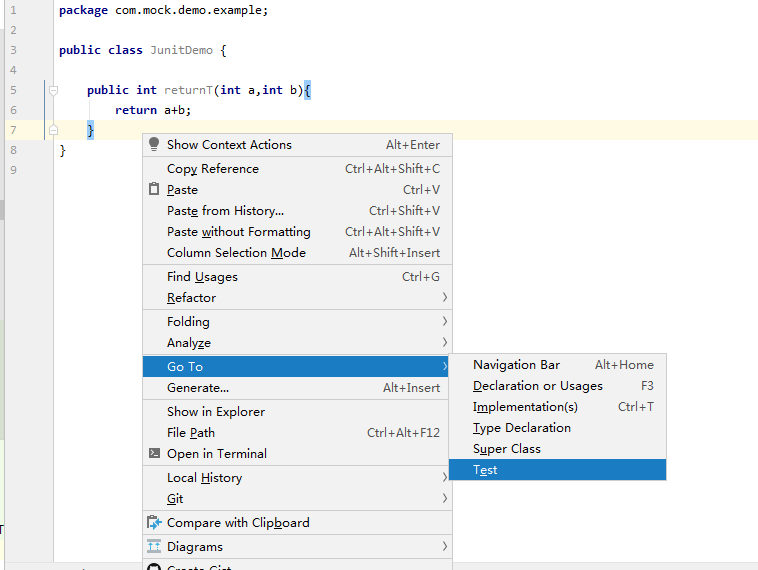 1 package com.mock.demo.example;
2
3 public class JunitDemo {
4
5 public int returnT(int a,int b){
6 return a+b;
7 }
8 }
9
Show Context Actions Alt+Enter
Copy Reference Ctrl+Alt+Shift+C
Paste Ctrl+V
Paste from History... Ctrl+Shift+V
Paste without Formatting Ctrl+Alt+Shift+V
Column Selection Mode Alt+Shift+Insert
Find Usages Ctrl+G
Refactor
Folding
Analyze
Go To
Generate... Alt+Insert
Show in Explorer
File Path Ctrl+Alt+F12
Open in Terminal
Local History
Git
Compare with Clipboard
Diagrams
Create Gist...
Navigation Bar Alt+Home
Declaration or Usages F3
Implementation(s) Ctrl+T
Type Declaration
Super Class
Test
T